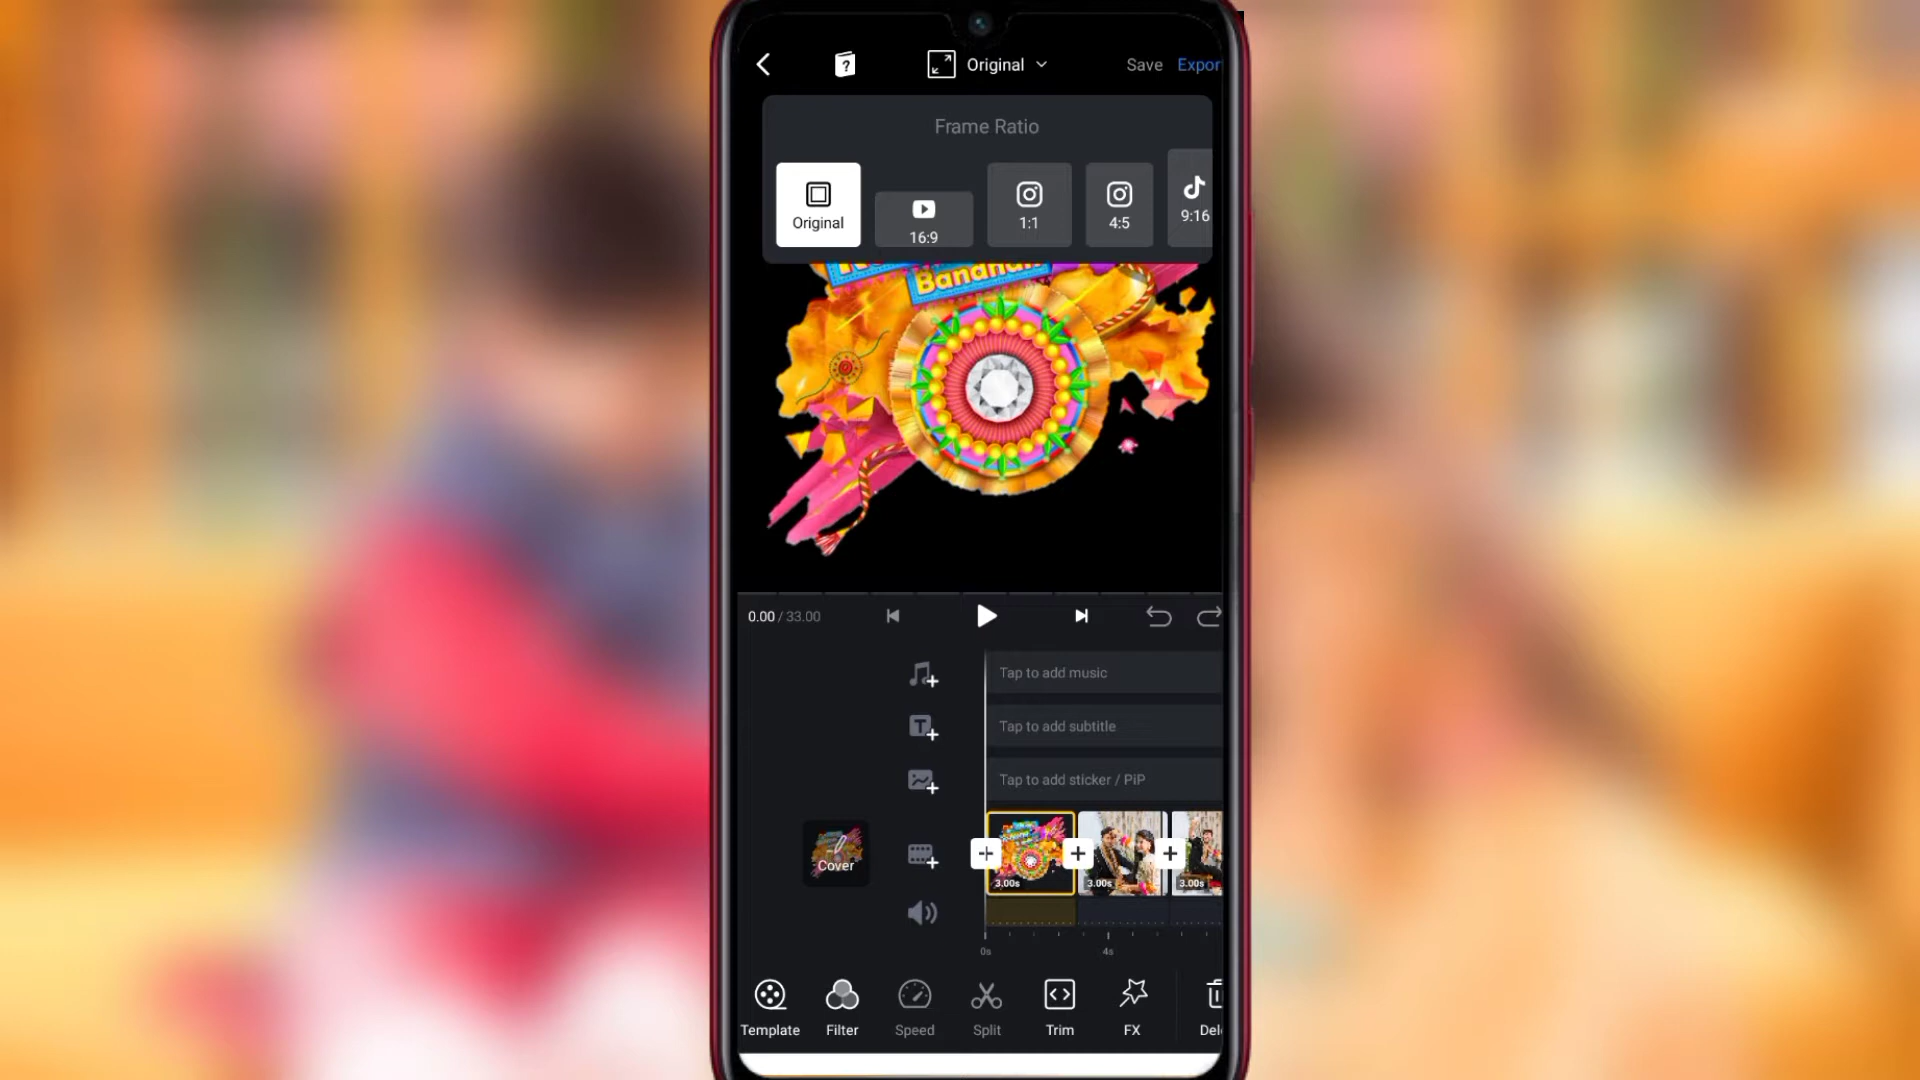 Original
Save
Expor
Frame Ratio
Original
16:9
1:1
4:5
9:16
Bandhan
0.00 / 33.00
Tap to add music
Tap to add subtitle
Tap to add sticker / PiP
Cover
3.00s
3.00s
3.00s
0s
4s
Template
Filter
Speed
Split
Trim
FX
Del